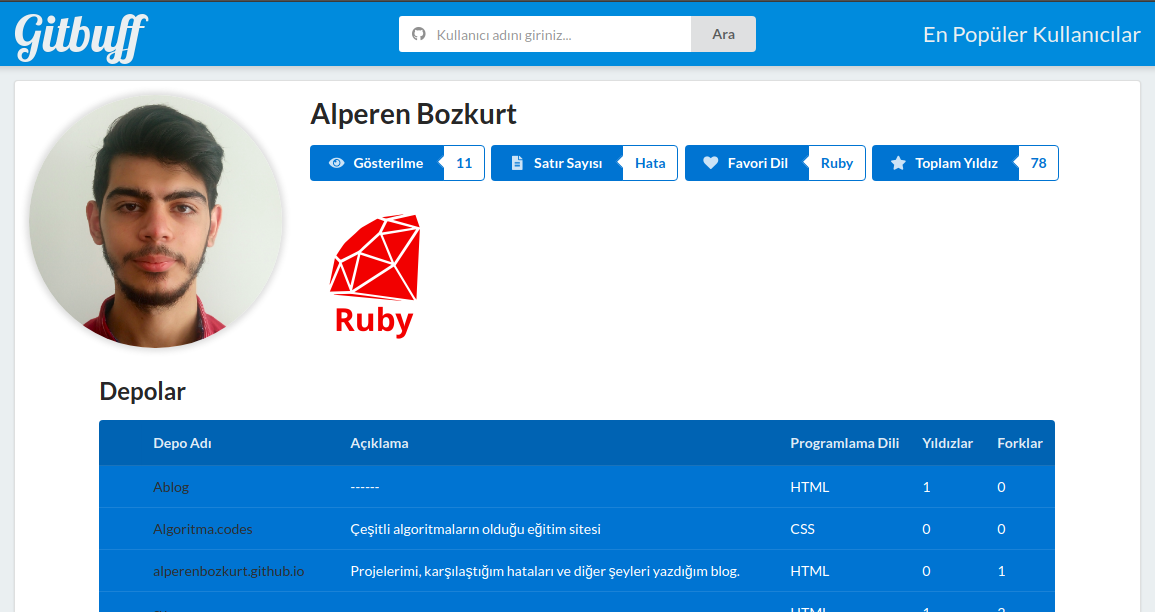 Gitbuff
Kullanıcı adını giriniz... Ara
En Popüler Kullanıcılar
Alperen Bozkurt
Gösterilme 11 Satır Sayısı Hata Favori Dil Ruby Toplam Yıldız 78
Ruby
Depolar
Depo Adı Açıklama Programlama Dili Yıldızlar Forklar
Ablog ------ HTML 1 0
Algoritma.codes Çeşitli algoritmaların olduğu eğitim sitesi CSS 0 0
alperenbozkurt.github.io Projelerimi, karşılaştığım hataları ve diğer şeyleri yazdığım blog. HTML 0 1
HTML 1